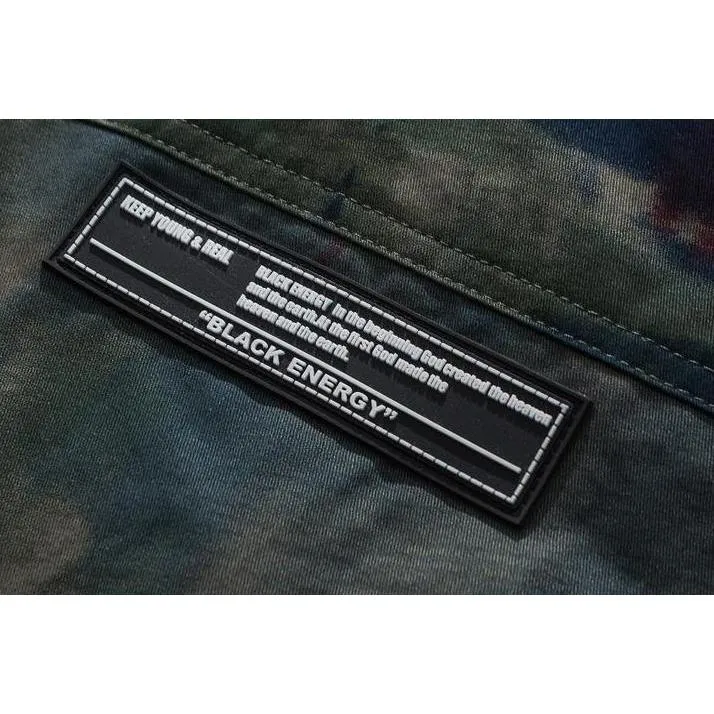 KEEP YOUNG & REAL
BLACK ENERGY In the beginning God created the heaven
and the earth.At the first God made the
heaven and the earth.
“BLACK ENERGY”